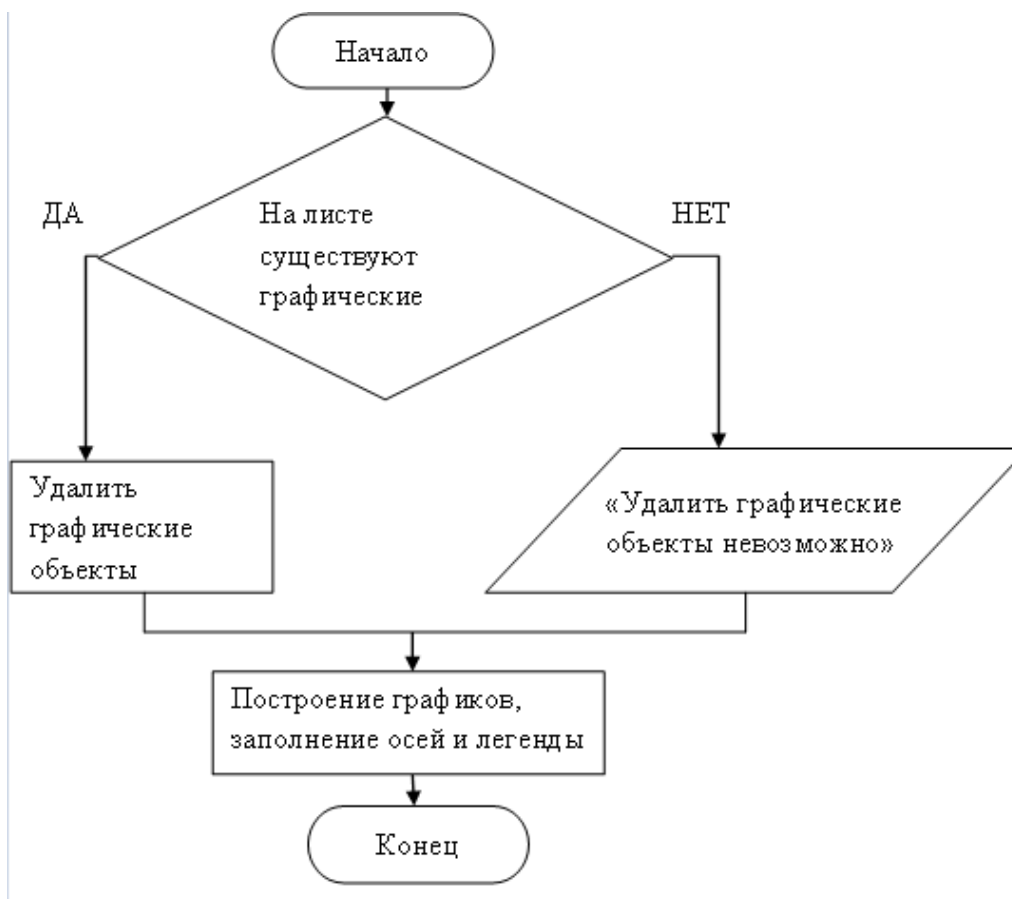 Начало
ДА
НЕТ
На листе
существуют
графические
Удалить
графические
объекты
«Удалить графические
объекты невозможно»
Построение графиков,
заполнение осей и легенды
Конец